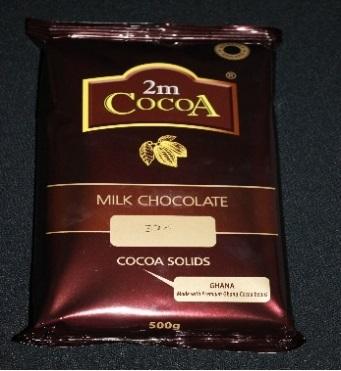 2m
COCOA
®
MILK CHOCOLATE
COCOA SOLIDS
GHANA
Made with Premium Ghana Cocoa beans
500g